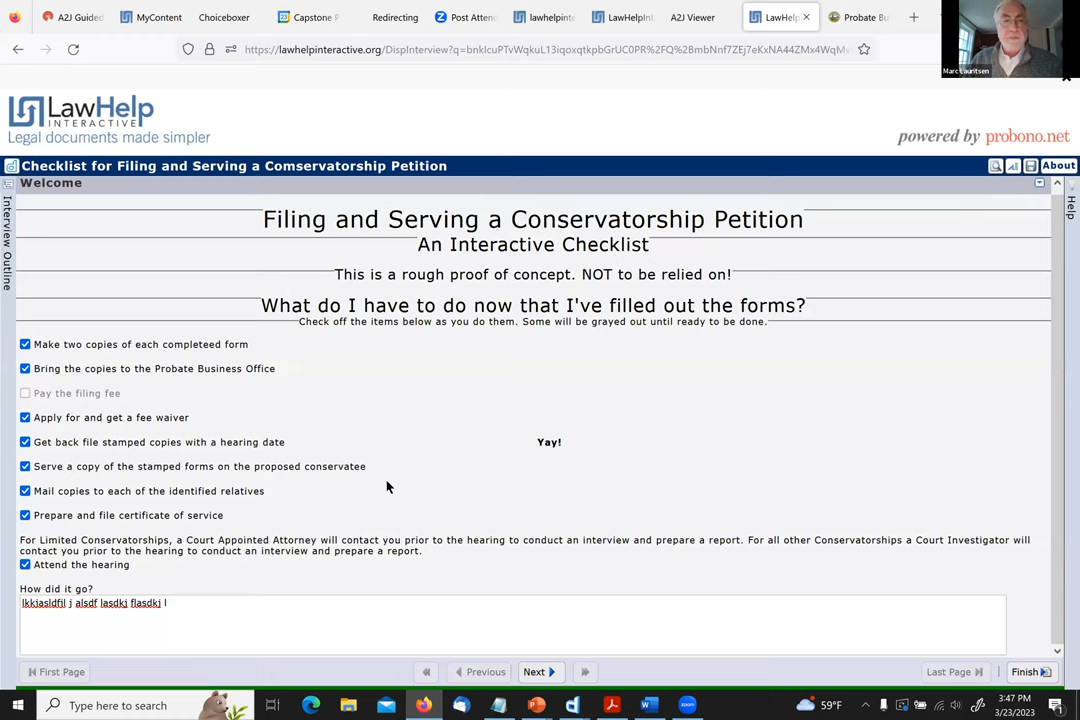 A2J Guided
MyContent
Choiceboxer
Capstone P
Redirecting
Post Attend
lawhelpinte
LawHelpInt
A2J Viewer
LawHelp
Probate Bu
https://lawhelpinteractive.org/DispInterview?q=
Marc Lauritsen
LawHelp
INTERACTIVE
Legal documents made simpler
powered by probono.net
Checklist for Filing and Serving a Comservatorship Petition
About
Welcome
Interview Outline
Help
Filing and Serving a Conservatorship Petition
An Interactive Checklist
This is a rough proof of concept. NOT to be relied on!
What do I have to do now that I've filled out the forms?
Check off the items below as you do them. Some will be grayed out until ready to be done.
Make two copies of each completeed form
Bring the copies to the Probate Business Office
Pay the filing fee
Apply for and get a fee waiver
Get back file stamped copies with a hearing date
Yay!
Serve a copy of the stamped forms on the proposed conservatee
Mail copies to each of the identified relatives
Prepare and file certificate of service
For Limited Conservatorships, a Court Appointed Attorney will contact you prior to the hearing to conduct an interview and prepare a report. For all other Conservatorships a Court Investigator will
contact you prior to the hearing to conduct an interview and prepare a report.
Attend the hearing
How did it go?
lkkjasldfjl j alsdf lasdkj flasdkj l
First Page
Previous
Next
Last Page
Finish
Type here to search
zoom
59°F
3:47 PM
3/23/2023